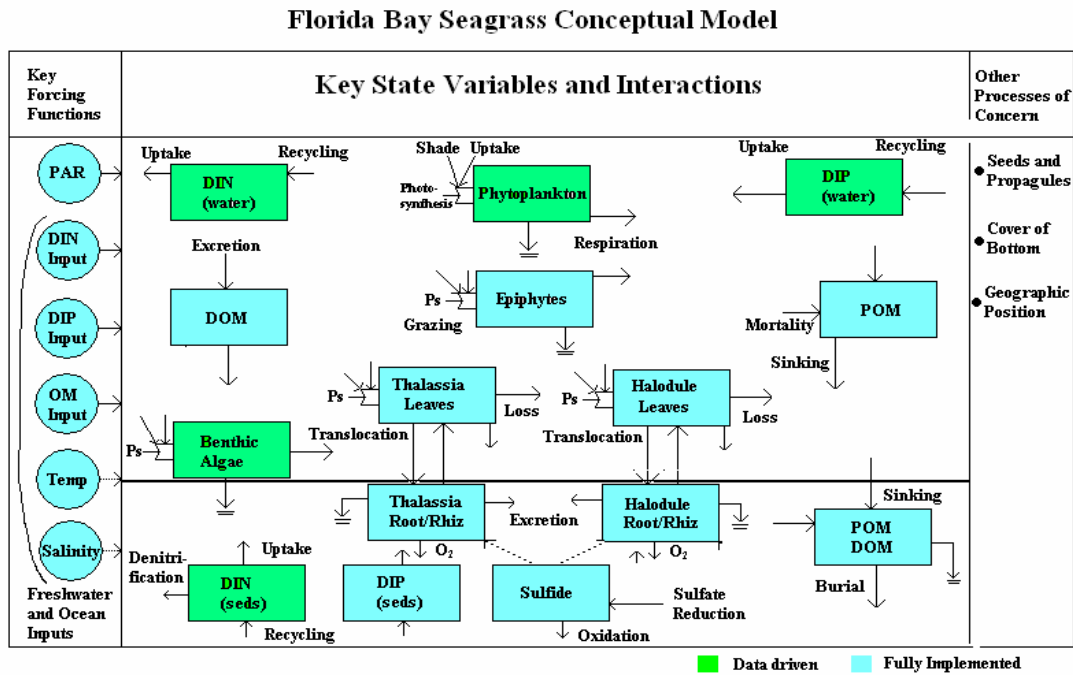 Florida Bay Seagrass Conceptual Model
Key
Forcing
Functions
Key State Variables and Interactions
Other
Processes of
Concern
PAR
DIN
Input
DIP
Input
OM
Input
Temp
Salinity
Freshwater
and Ocean
Inputs
Uptake
Recycling
DIN
(water)
Shade
Uptake
Photo-
synthesis
Phytoplankton
Respiration
Uptake
Recycling
DIP
(water)
Excretion
DOM
Ps
Grazing
Epiphytes
POM
Mortality
Sinking
Ps
Thalassia
Leaves
Loss
Ps
Halodule
Leaves
Loss
Ps
Benthic
Algae
Translocation
Translocation
Thalassia
Root/Rhiz
Excretion
Halodule
Root/Rhiz
O2
O2
Sinking
POM
DOM
Burial
Denitri-
fication
Uptake
DIN
(seds)
Recycling
DIP
(seds)
Sulfide
Sulfate
Reduction
Oxidation
• Seeds and
Propagules
• Cover of
Bottom
• Geographic
Position
Data driven
Fully Implemented